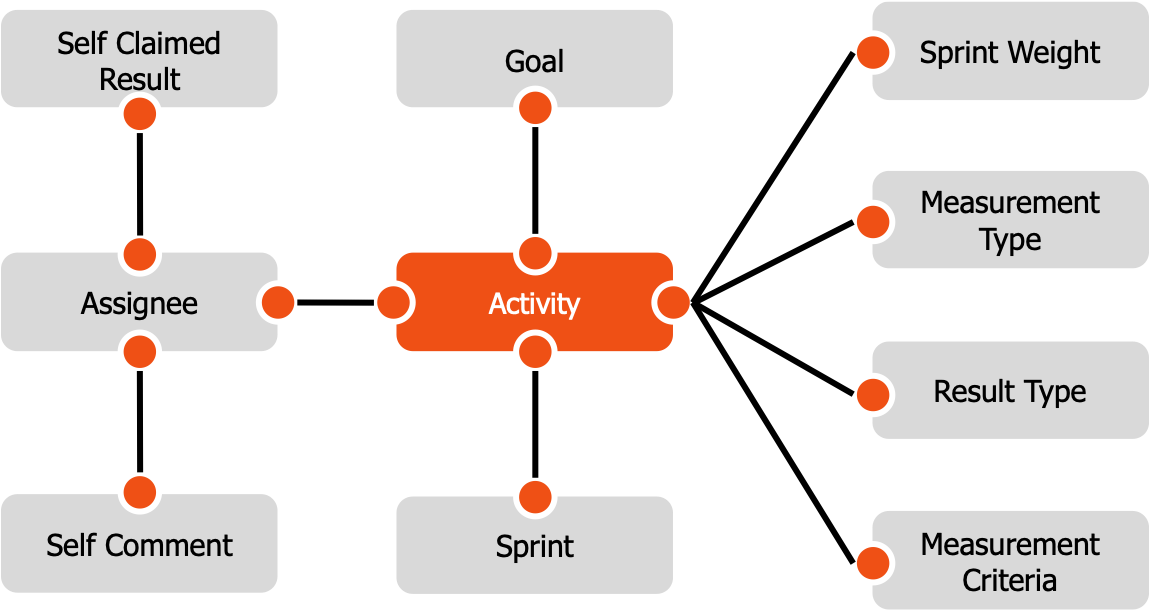 Self Claimed
Result
Goal
Sprint Weight
Measurement
Type
Assignee
Activity
Result Type
Self Comment
Sprint
Measurement
Criteria